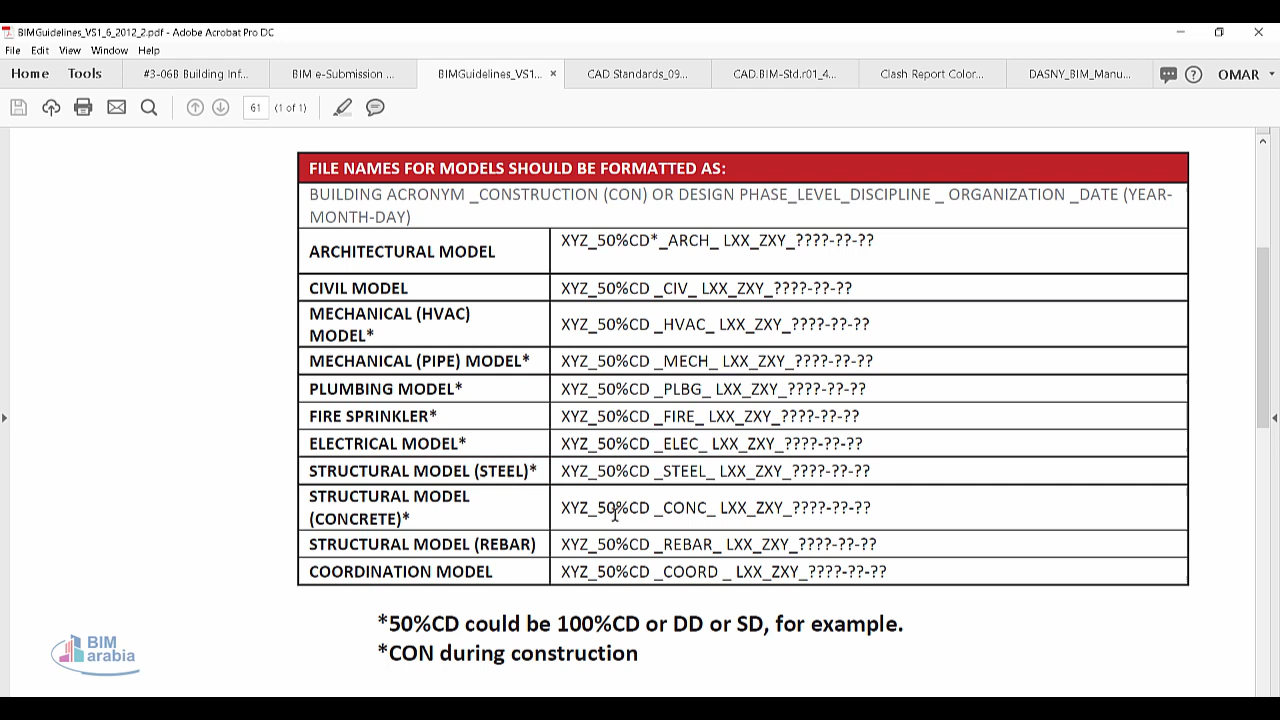 BIMGuidelines_VS1_6_2012_2.pdf - Adobe Acrobat Pro DC
File Edit View Window Help
Home Tools #3-06B Building Inf... BIM e-Submission ... BIMGuidelines_VS1... × CAD Standards_09... CAD.BIM-Std.r01_4... Clash Report Color... DASNY_BIM_Manu... OMAR
61 (1 of 1)
FILE NAMES FOR MODELS SHOULD BE FORMATTED AS:
BUILDING ACRONYM _CONSTRUCTION (CON) OR DESIGN PHASE_LEVEL_DISCIPLINE _ ORGANIZATION _DATE (YEAR-
MONTH-DAY)
ARCHITECTURAL MODEL XYZ_50%CD*_ARCH_ LXX_ZXY_????-??-??
CIVIL MODEL XYZ_50%CD _CIV_ LXX_ZXY_????-??-??
MECHANICAL (HVAC)
MODEL* XYZ_50%CD _HVAC_ LXX_ZXY_????-??-??
MECHANICAL (PIPE) MODEL* XYZ_50%CD _MECH_ LXX_ZXY_????-??-??
PLUMBING MODEL* XYZ_50%CD _PLBG_ LXX_ZXY_????-??-??
FIRE SPRINKLER* XYZ_50%CD _FIRE_ LXX_ZXY_????-??-??
ELECTRICAL MODEL* XYZ_50%CD _ELEC_ LXX_ZXY_????-??-??
STRUCTURAL MODEL (STEEL)* XYZ_50%CD _STEEL_ LXX_ZXY_????-??-??
STRUCTURAL MODEL
(CONCRETE)* XYZ_50%CD _CONC_ LXX_ZXY_????-??-??
STRUCTURAL MODEL (REBAR) XYZ_50%CD _REBAR_ LXX_ZXY_????-??-??
COORDINATION MODEL XYZ_50%CD _COORD _ LXX_ZXY_????-??-??
*50%CD could be 100%CD or DD or SD, for example.
*CON during construction
BIM
arabia